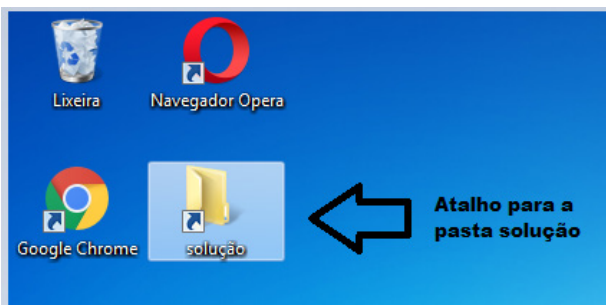 Lixeira
Navegador Opera
Google Chrome
solução
Atalho para a
pasta solução